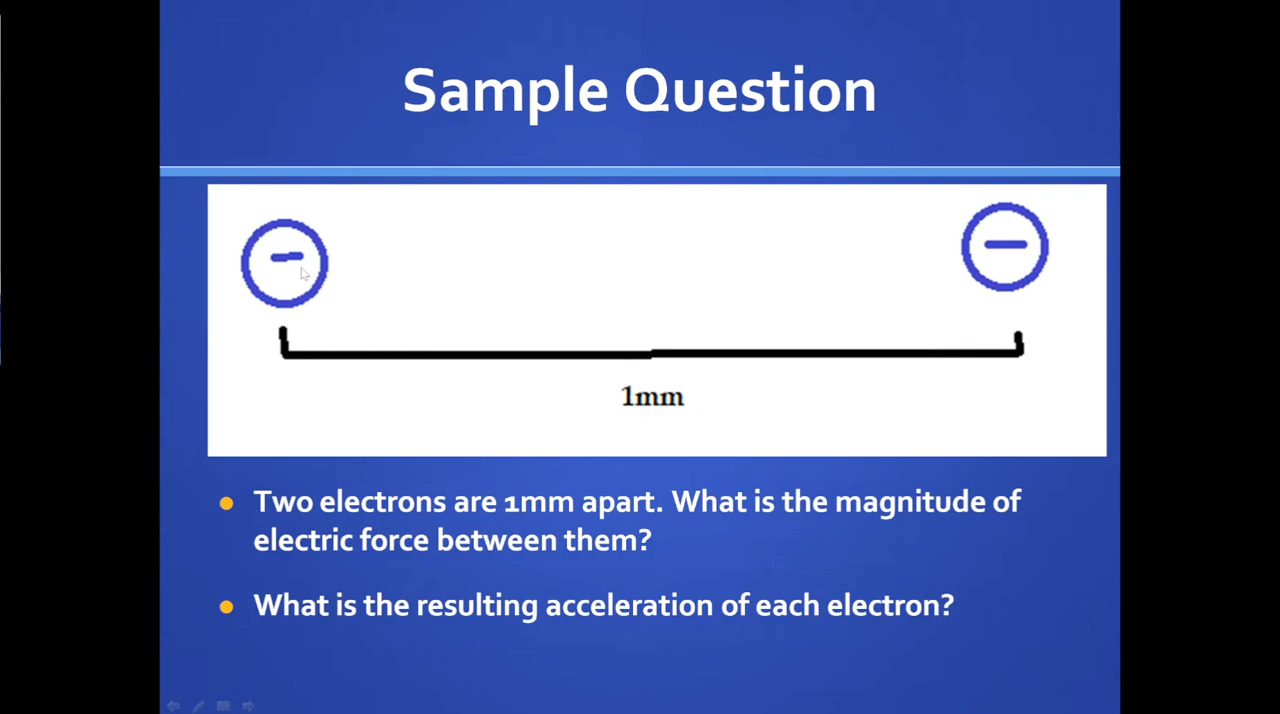 Sample Question
1mm
Two electrons are 1mm apart. What is the magnitude of
electric force between them?
What is the resulting acceleration of each electron?